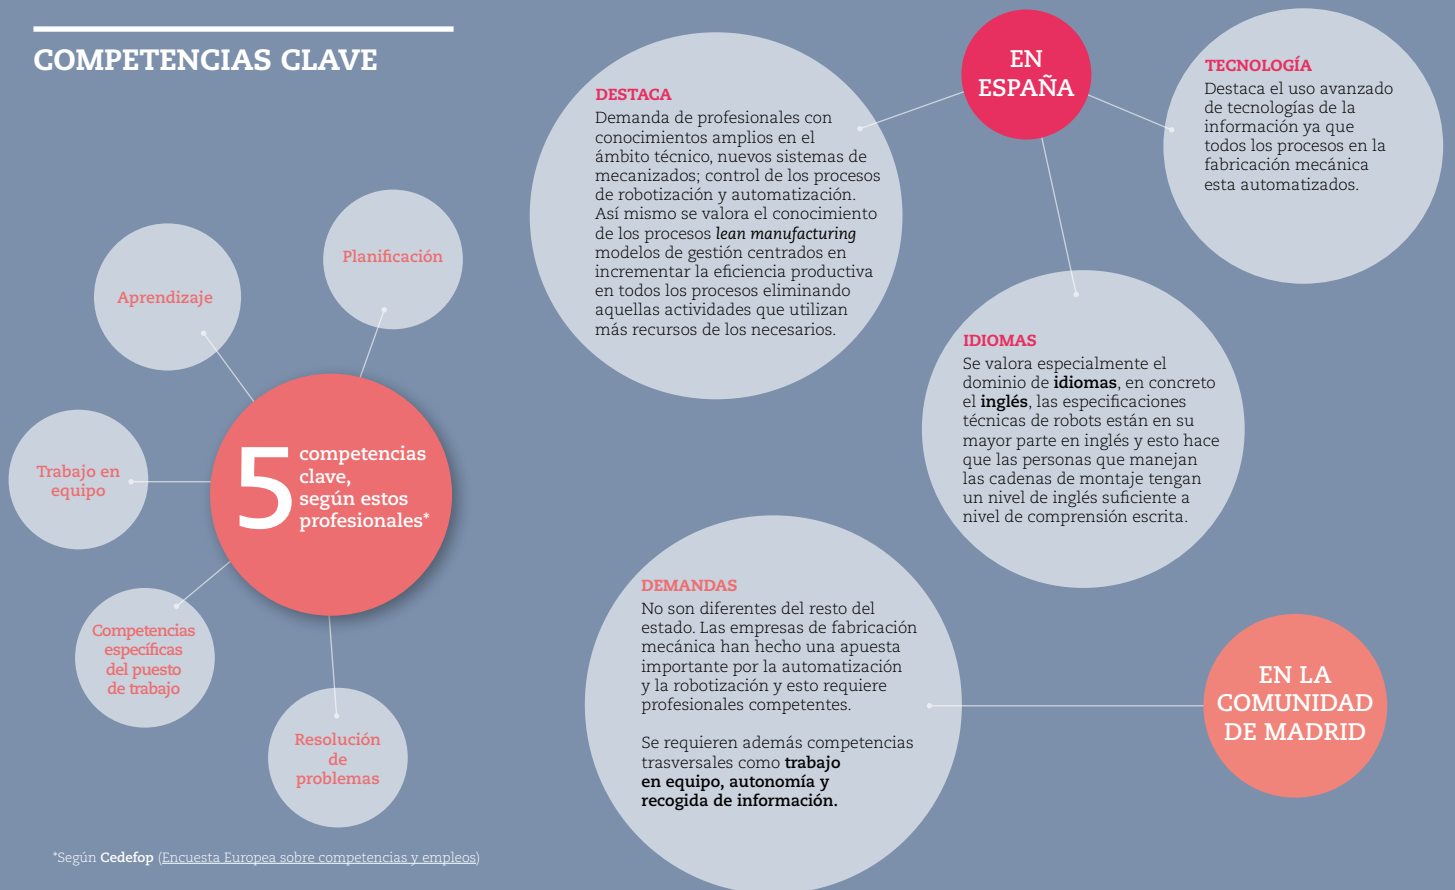 COMPETENCIAS CLAVE
Planificación
Aprendizaje
Trabajo en
equipo
5
competencias
clave,
según estos
profesionales*
Competencias
específicas
del puesto
de trabajo
Resolución
de
problemas
*Según Cedefop (Encuesta Europea sobre competencias y empleos)
EN
ESPAÑA
DESTACA
Demanda de profesionales con
conocimientos amplios en el
ámbito técnico, nuevos sistemas de
mecanizados; control de los procesos
de robotización y automatización.
Así mismo se valora el conocimiento
de los procesos lean manufacturing
modelos de gestión centrados en
incrementar la eficiencia productiva
en todos los procesos eliminando
aquellas actividades que utilizan
más recursos de los necesarios.
TECNOLOGÍA
Destaca el uso avanzado
de tecnologías de la
información ya que
todos los procesos en la
fabricación mecánica
esta automatizados.
IDIOMAS
Se valora especialmente el
dominio de idiomas, en concreto
el inglés, las especificaciones
técnicas de robots están en su
mayor parte en inglés y esto hace
que las personas que manejan
las cadenas de montaje tengan
un nivel de inglés suficiente a
nivel de comprensión escrita.
DEMANDAS
No son diferentes del resto del
estado. Las empresas de fabricación
mecánica han hecho una apuesta
importante por la automatización
y la robotización y esto requiere
profesionales competentes.
Se requieren además competencias
trasversales como trabajo
en equipo, autonomía y
recogida de información.
EN LA
COMUNIDAD
DE MADRID